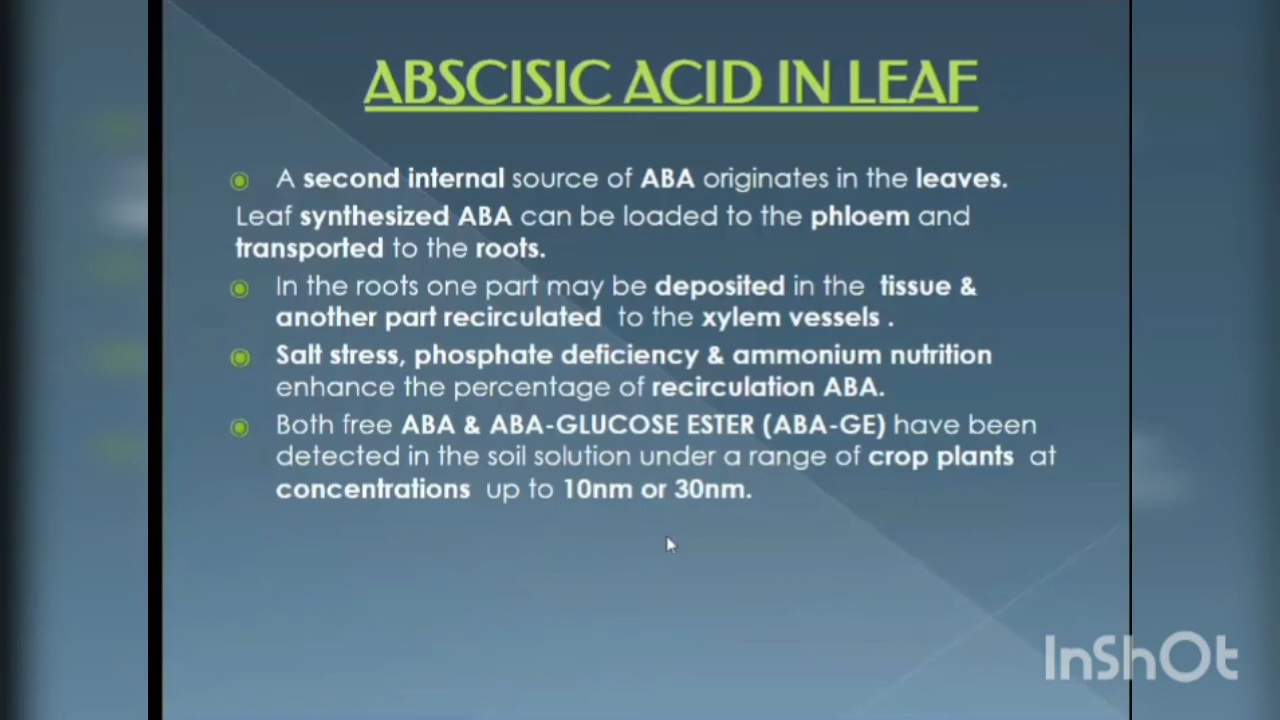 ABSCISIC ACID IN LEAF
A second internal source of ABA originates in the leaves.
Leaf synthesized ABA can be loaded to the phloem and
transported to the roots.
In the roots one part may be deposited in the tissue &
another part recirculated to the xylem vessels .
Salt stress, phosphate deficiency & ammonium nutrition
enhance the percentage of recirculation ABA.
Both free ABA & ABA-GLUCOSE ESTER (ABA-GE) have been
detected in the soil solution under a range of crop plants at
concentrations up to 10nm or 30nm.
InShOt